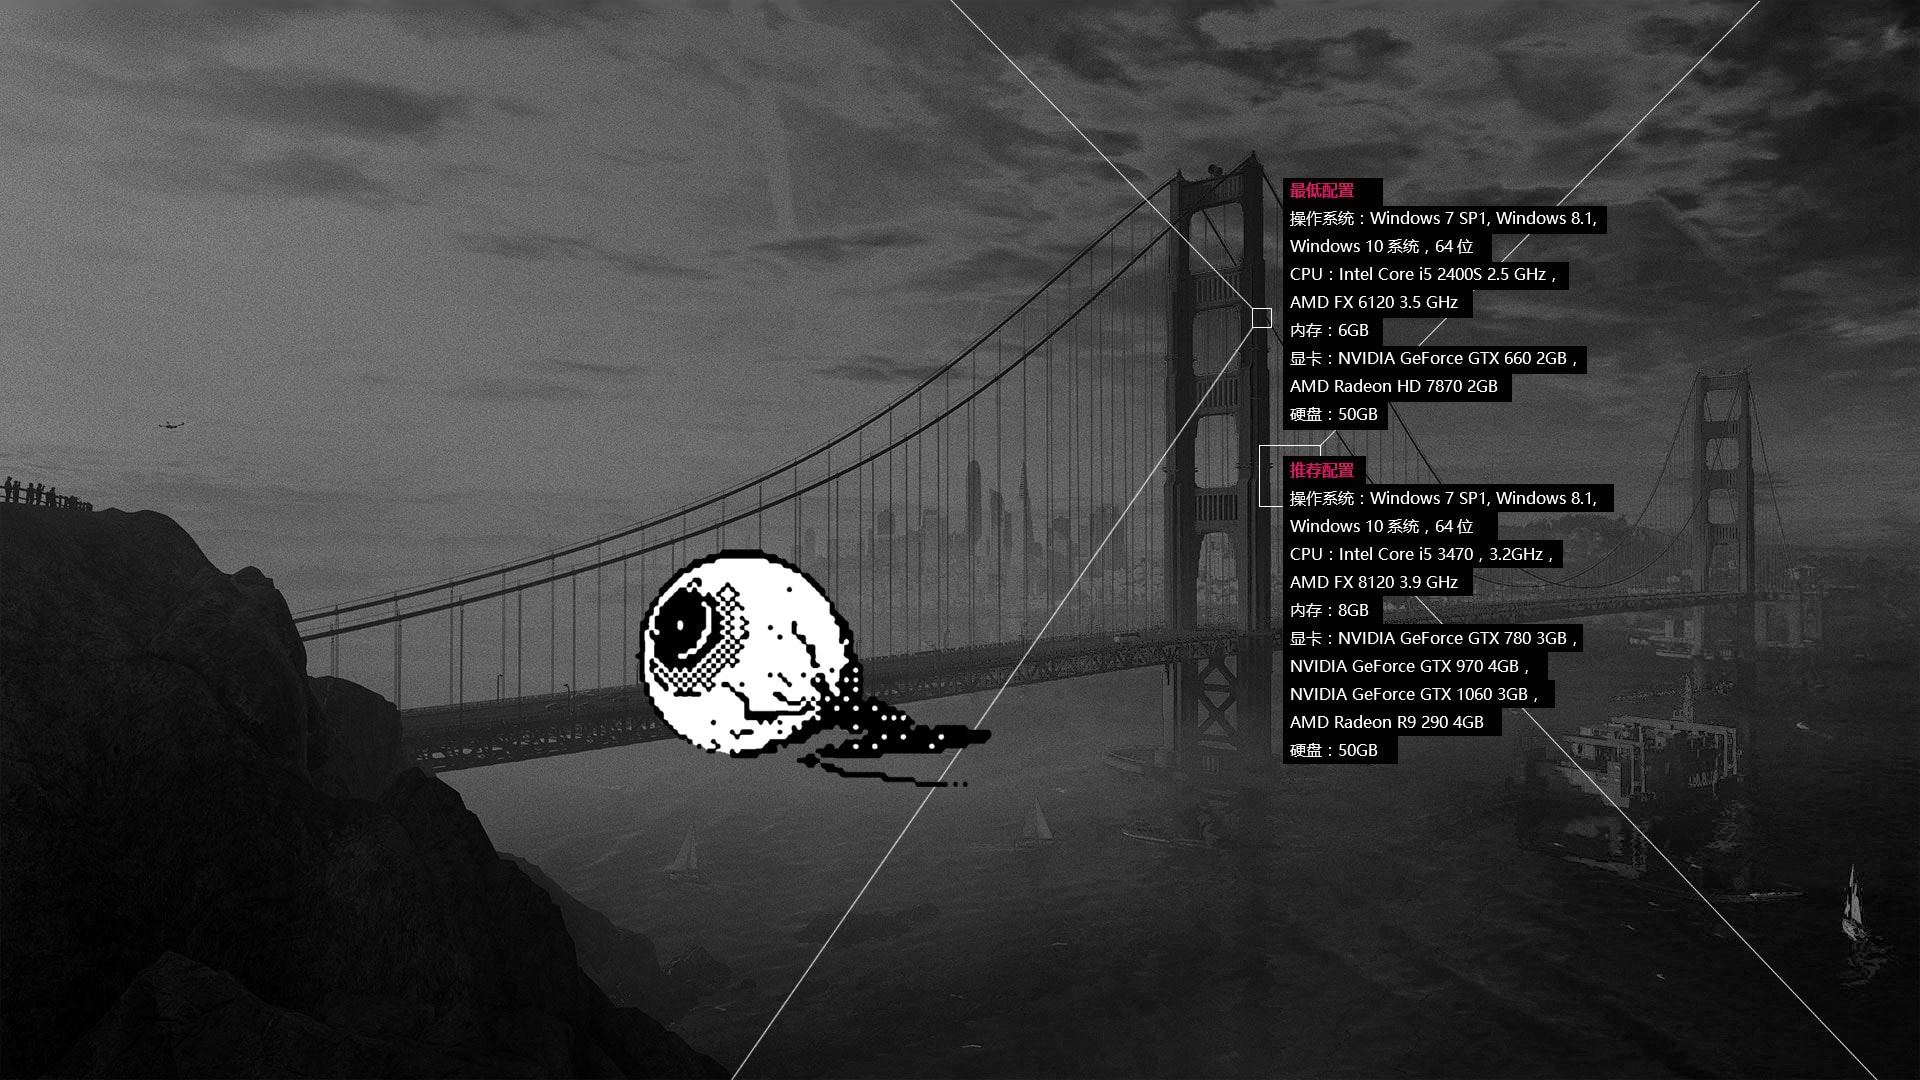 最低配置
操作系统：Windows 7 SP1, Windows 8.1,
Windows 10 系统，64 位
CPU：Intel Core i5 2400S 2.5 GHz，
AMD FX 6120 3.5 GHz
内存：6GB
显卡：NVIDIA GeForce GTX 660 2GB，
AMD Radeon HD 7870 2GB
硬盘：50GB
推荐配置
操作系统：Windows 7 SP1, Windows 8.1,
Windows 10 系统，64 位
CPU：Intel Core i5 3470，3.2GHz，
AMD FX 8120 3.9 GHz
内存：8GB
显卡：NVIDIA GeForce GTX 780 3GB，
NVIDIA GeForce GTX 970 4GB，
NVIDIA GeForce GTX 1060 3GB，
AMD Radeon R9 290 4GB
硬盘：50GB